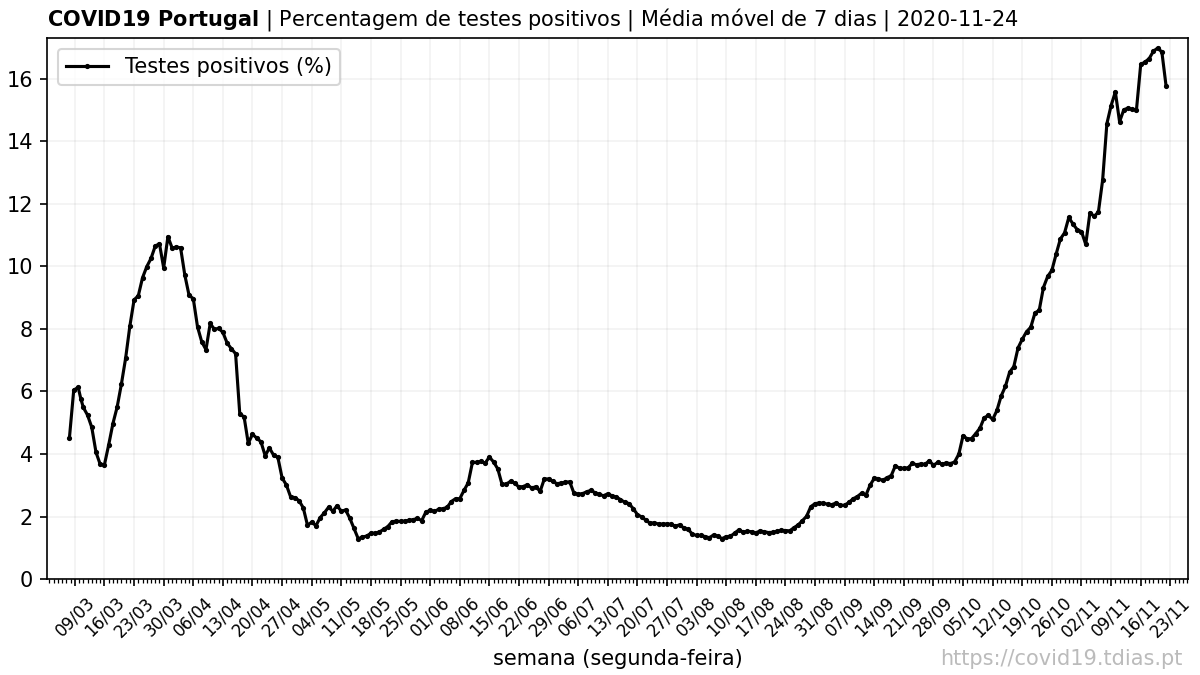 COVID19 Portugal | Percentagem de testes positivos | Média móvel de 7 dias | 2020-11-24
Testes positivos (%)
16
14
12
10
8
6
4
2
0
09/03 16/03 23/03 30/03 06/04 13/04 20/04 27/04 04/05 11/05 18/05 25/05 01/06 08/06 15/06 22/06 29/06 06/07 13/07 20/07 27/07 03/08 10/08 17/08 24/08 31/08 07/09 14/09 21/09 28/09 05/10 12/10 19/10 26/10 02/11 09/11 16/11 23/11
semana (segunda-feira)
https://covid19.tdias.pt